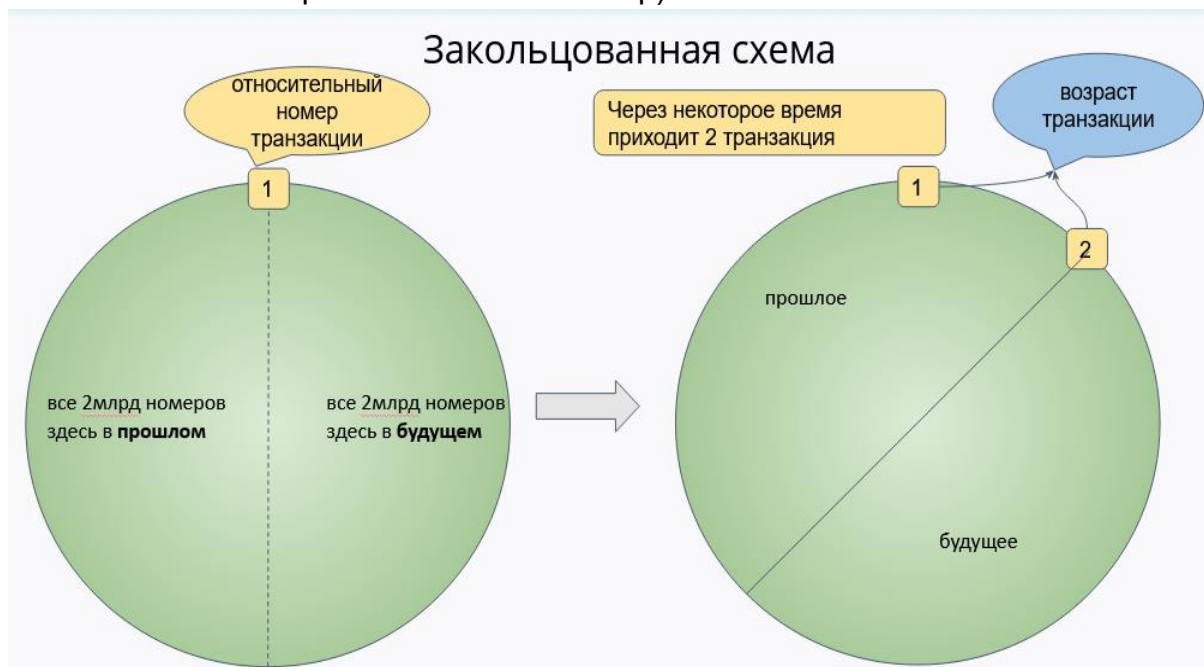 Закольцованная схема
относительный
номер
транзакции
Через некоторое время
приходит 2 транзакция
возраст
транзакции
1
1
2
прошлое
все 2млрд номеров
здесь в прошлом
все 2млрд номеров
здесь в будущем
будущее